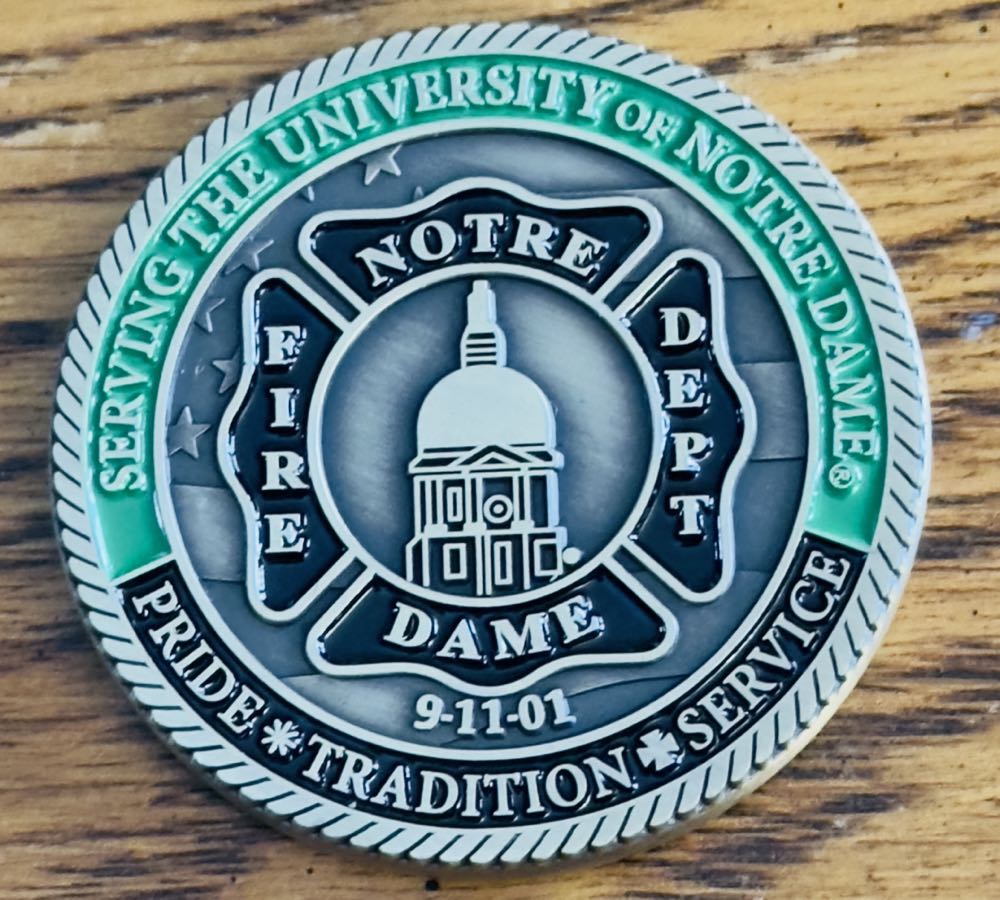 SERVING THE UNIVERSITY OF NOTRE DAME®
NOTRE
FIRE
DEPT
DAME
9-11-01
PRIDE TRADITION SERVICE